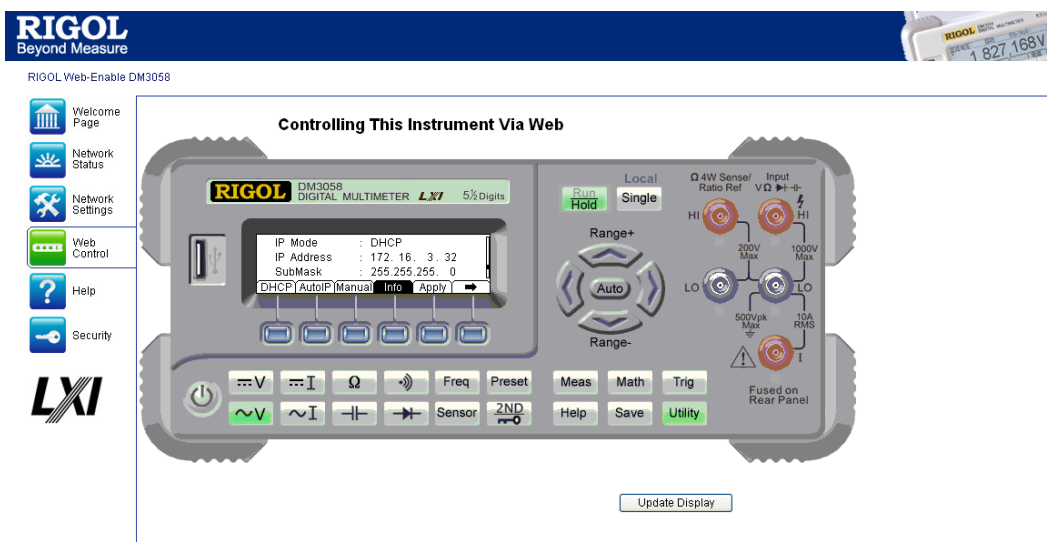 RIGOL
Beyond Measure
RIGOL
1 827,168V
RIGOL Web-Enable DM3058
Welcome
Page
Network
Status
Network
Settings
Web
Control
Help
Security
LXI
Controlling This Instrument Via Web
RIGOL DM3058
DIGITAL MULTIMETER LXI 5½ Digits
IP Mode : DHCP
IP Address : 172. 16. 3. 32
SubMask : 255.255.255. 0
DHCP AutoIP Manual Info Apply
Local
Run
Hold
Single
Range+
Auto
Range-
Ω 4W Sense/
Ratio Ref
Input
VΩ
HI
HI
200V
Max
1000V
Max
LO
LO
500Vpk
Max
10A
RMS
I
Fused on
Rear Panel
V I Ω Freq Preset
V I Sensor 2ND
Meas Math Trig
Help Save Utility
Update Display